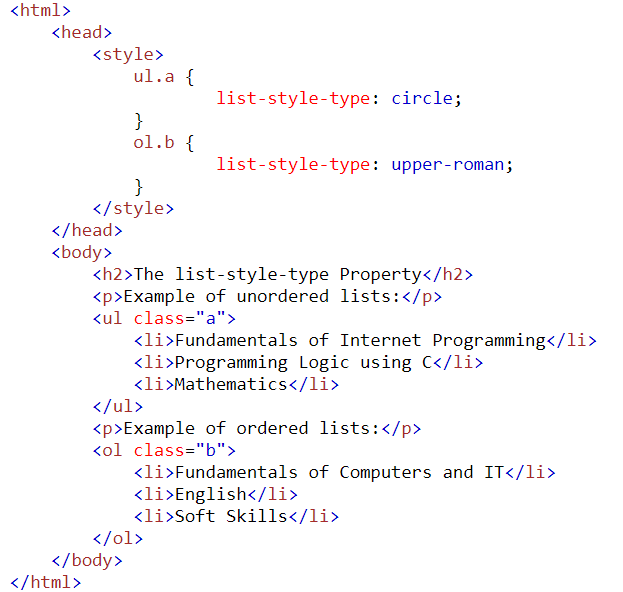 <html>
    <head>
        <style>
            ul.a {
                    list-style-type: circle;
            }
            ol.b {
                    list-style-type: upper-roman;
            }
        </style>
    </head>
    <body>
        <h2>The list-style-type Property</h2>
        <p>Example of unordered lists:</p>
        <ul class="a">
            <li>Fundamentals of Internet Programming</li>
            <li>Programming Logic using C</li>
            <li>Mathematics</li>
        </ul>
        <p>Example of ordered lists:</p>
        <ol class="b">
            <li>Fundamentals of Computers and IT</li>
            <li>English</li>
            <li>Soft Skills</li>
        </ol>
    </body>
</html>